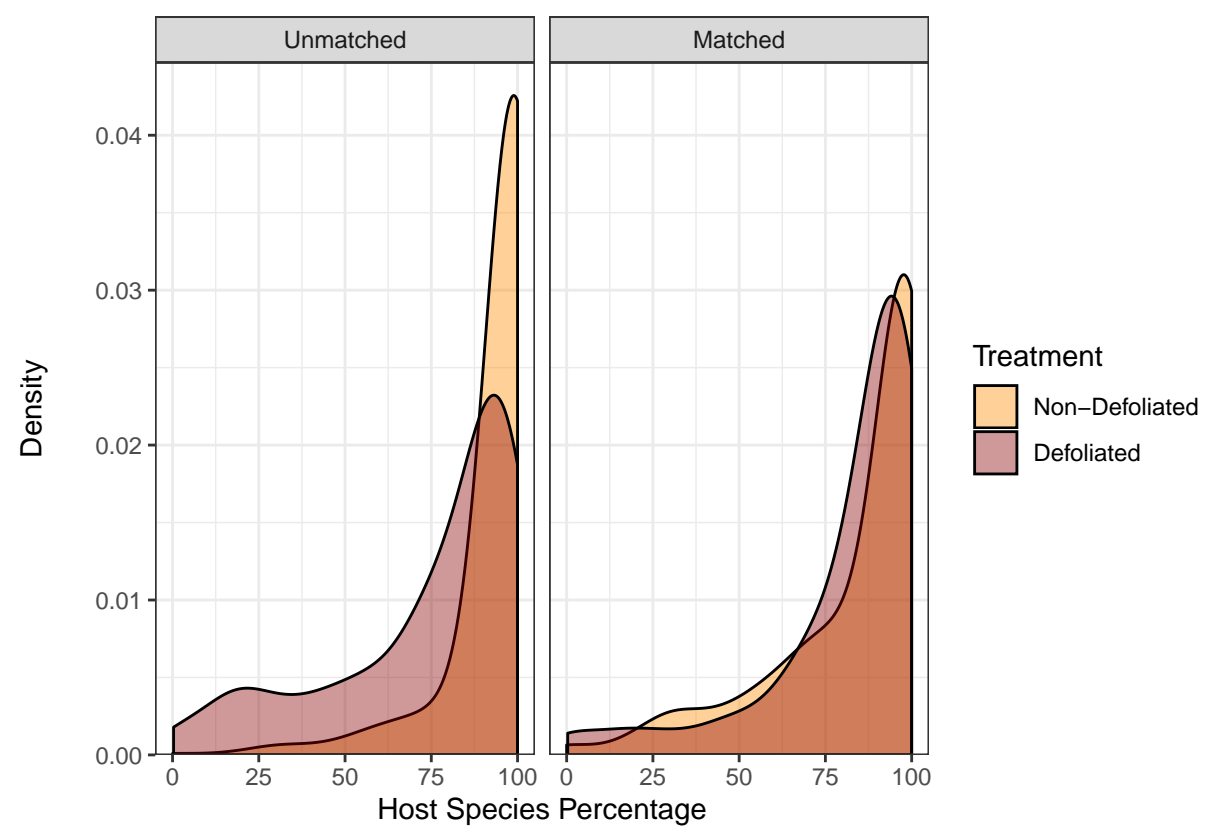 Unmatched
Matched
Density
0.04
0.03
0.02
0.01
0.00
0 25 50 75 100
0 25 50 75 100
Host Species Percentage
Treatment
Non−Defoliated
Defoliated